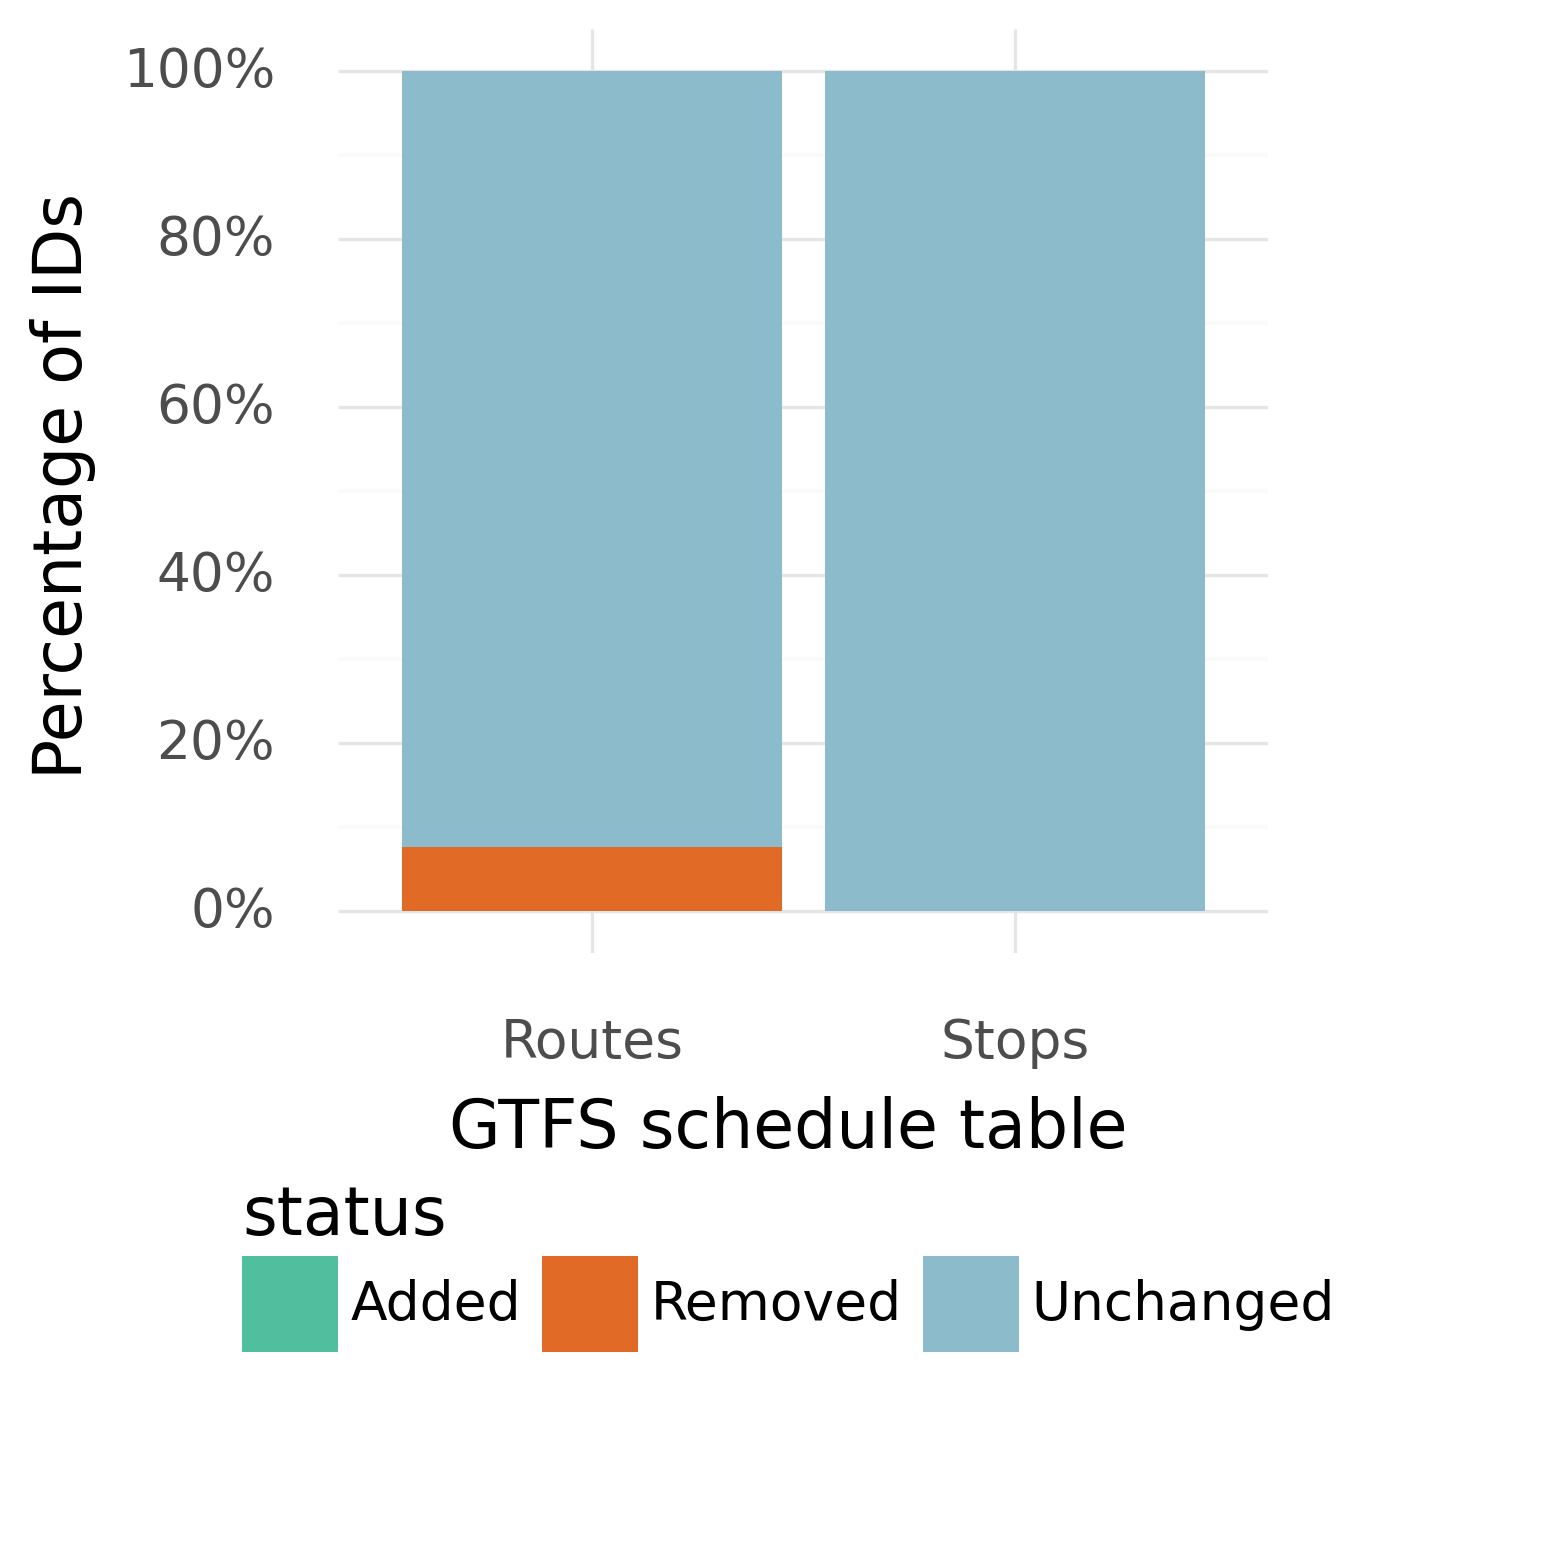 100%
80%
60%
40%
20%
0%
Percentage of IDs
Routes Stops
GTFS schedule table
status
Added Removed Unchanged